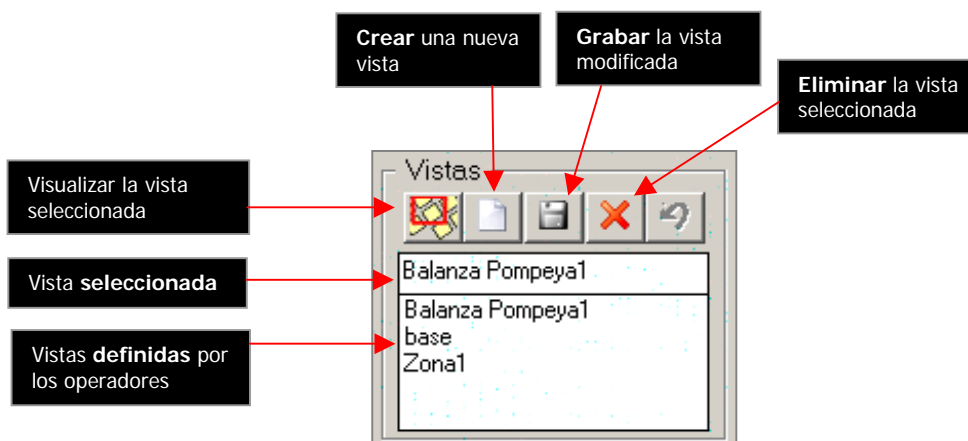 Crear una nueva
vista
Grabar la vista
modificada
Eliminar la vista
seleccionada
Visualizar la vista
seleccionada
Vista seleccionada
Vistas definidas por
los operadores
Vistas
Balanza Pompeya1
Balanza Pompeya1
base
Zona1